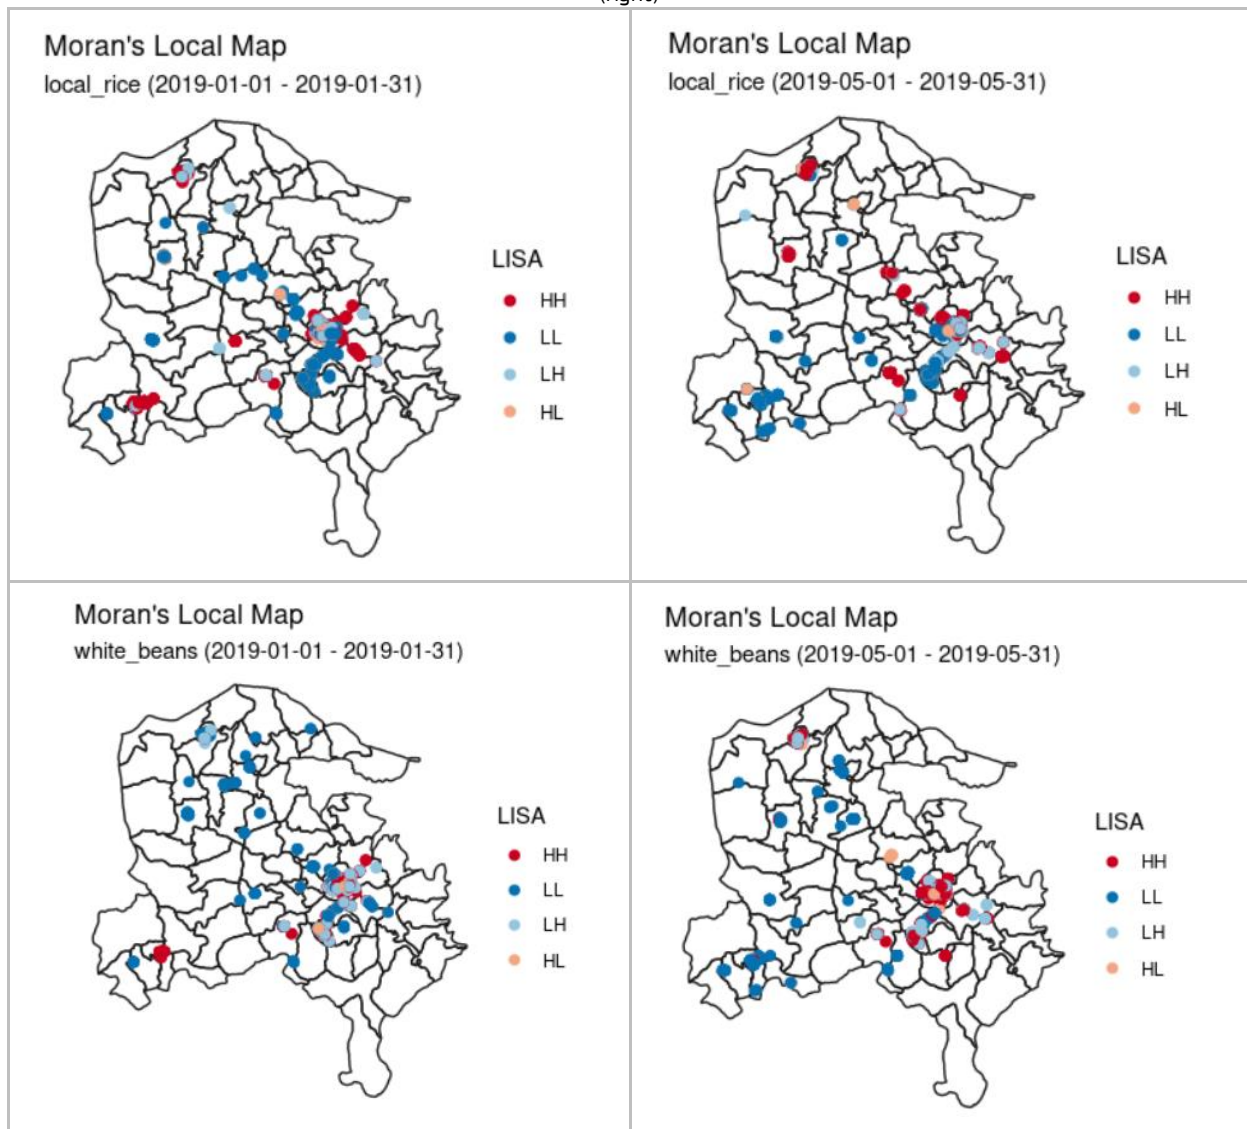 (right)
Moran's Local Map
local_rice (2019-01-01 - 2019-01-31)
LISA
HH
LL
LH
HL
Moran's Local Map
local_rice (2019-05-01 - 2019-05-31)
LISA
HH
LL
LH
HL
Moran's Local Map
white_beans (2019-01-01 - 2019-01-31)
LISA
HH
LL
LH
HL
Moran's Local Map
white_beans (2019-05-01 - 2019-05-31)
LISA
HH
LL
LH
HL